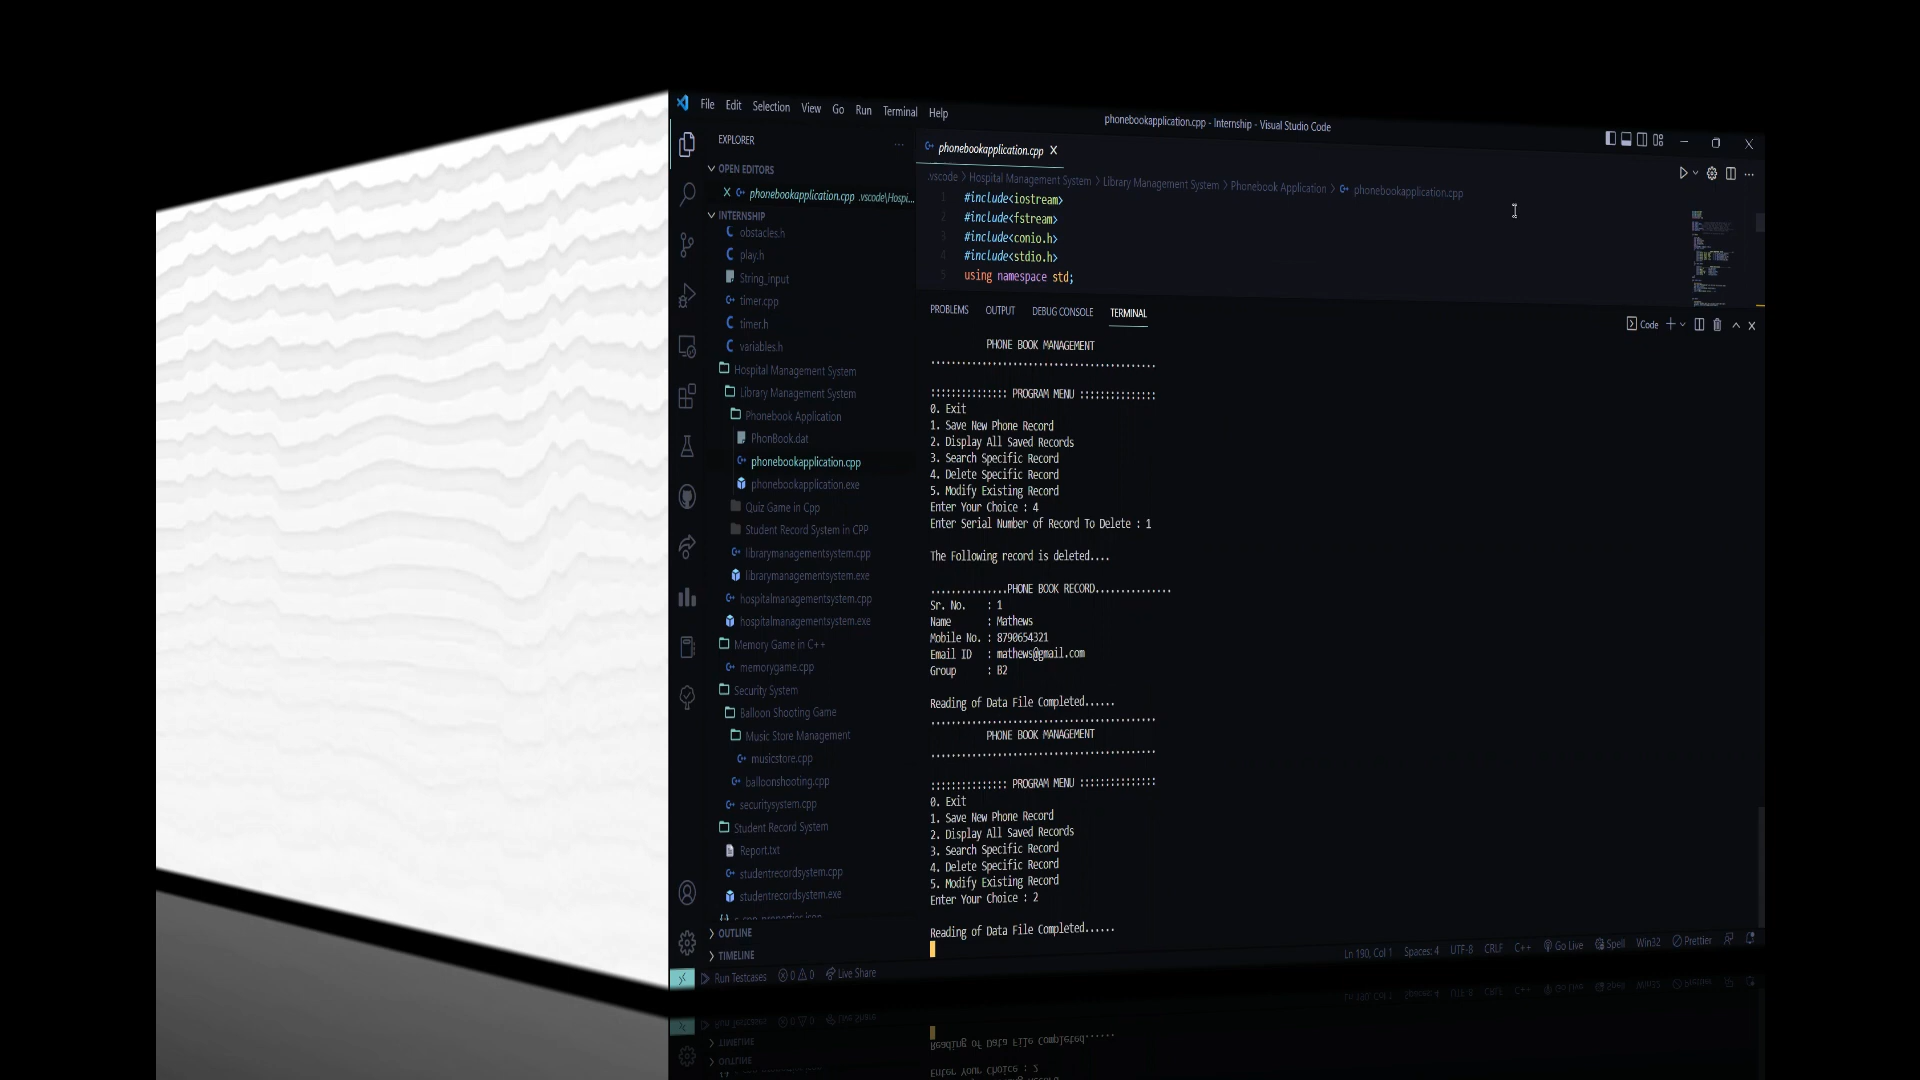 File Edit Selection View Go Run Terminal Help
phonebookapplication.cpp - Internship - Visual Studio Code
EXPLORER
OPEN EDITORS
phonebookapplication.cpp .vscode\Hospi...
INTERNSHIP
obstacles.h
play.h
String_input
timer.cpp
timer.h
variables.h
Hospital Management System
Library Management System
Phonebook Application
PhonBook.dat
phonebookapplication.cpp
phonebookapplication.exe
Quiz Game in Cpp
Student Record System in CPP
librarymanagementsystem.cpp
librarymanagementsystem.exe
hospitalmanagementsystem.cpp
hospitalmanagementsystem.exe
Memory Game in C++
memorygame.cpp
Security System
Balloon Shooting Game
Music Store Management
musicstore.cpp
balloonshooting.cpp
securitysystem.cpp
Student Record System
Report.txt
studentrecordsystem.cpp
studentrecordsystem.exe
OUTLINE
TIMELINE
phonebookapplication.cpp
.vscode > Hospital Management System > Library Management System > Phonebook Application > phonebookapplication.cpp
1 #include<iostream>
2 #include<fstream>
3 #include<conio.h>
4 #include<stdio.h>
5 using namespace std;
PROBLEMS OUTPUT DEBUG CONSOLE TERMINAL
Code
PHONE BOOK MANAGEMENT
............................................
::::::::::::::: PROGRAM MENU :::::::::::::::
0. Exit
1. Save New Phone Record
2. Display All Saved Records
3. Search Specific Record
4. Delete Specific Record
5. Modify Existing Record
Enter Your Choice : 4
Enter Serial Number of Record To Delete : 1
The Following record is deleted....
...............PHONE BOOK RECORD...............
Sr. No. : 1
Name : Mathews
Mobile No. : 8790654321
Email ID : mathews@gmail.com
Group : B2
Reading of Data File Completed......
............................................
PHONE BOOK MANAGEMENT
............................................
::::::::::::::: PROGRAM MENU :::::::::::::::
0. Exit
1. Save New Phone Record
2. Display All Saved Records
3. Search Specific Record
4. Delete Specific Record
5. Modify Existing Record
Enter Your Choice : 2
Reading of Data File Completed......
Run Testcases 0 0 Live Share
Ln 190, Col 1 Spaces: 4 UTF-8 CRLF C++ Go Live Spell Win32 Prettier